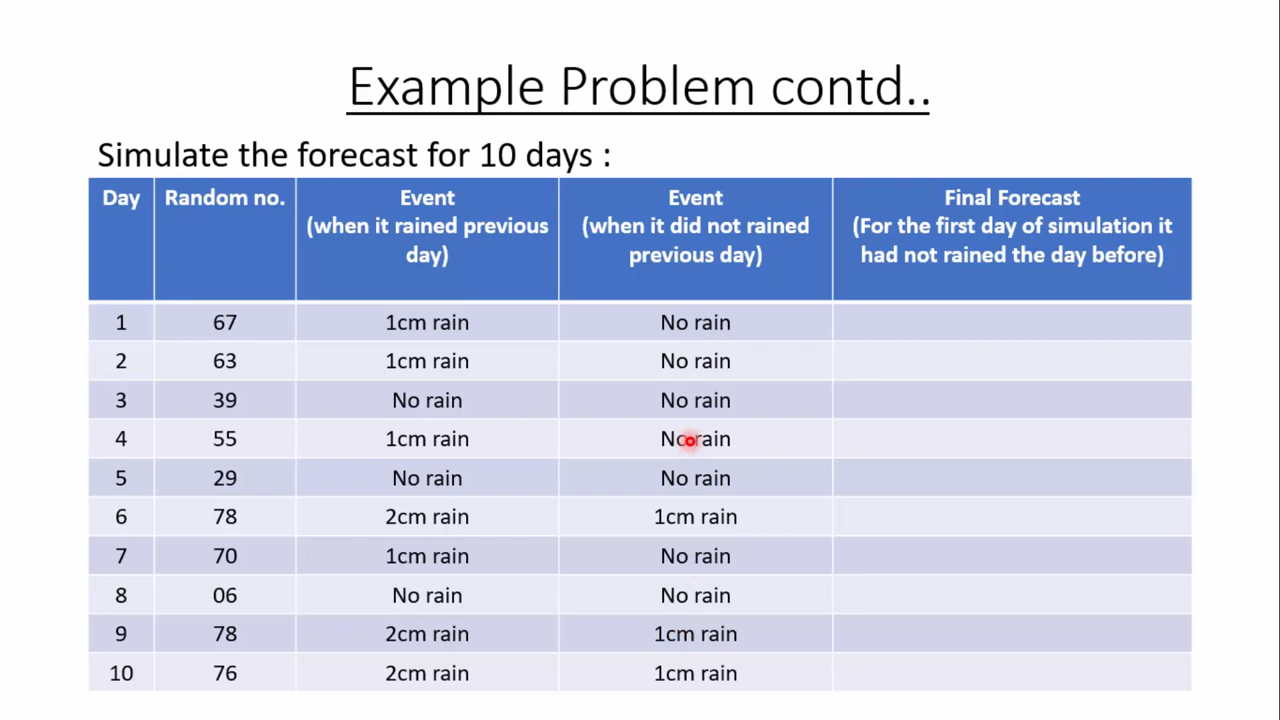 Example Problem contd..
Simulate the forecast for 10 days :
Day Random no. Event Event Final Forecast
(when it rained previous (when it did not rained (For the first day of simulation it
day) previous day) had not rained the day before)
1 67 1cm rain No rain
2 63 1cm rain No rain
3 39 No rain No rain
4 55 1cm rain No rain
5 29 No rain No rain
6 78 2cm rain 1cm rain
7 70 1cm rain No rain
8 06 No rain No rain
9 78 2cm rain 1cm rain
10 76 2cm rain 1cm rain